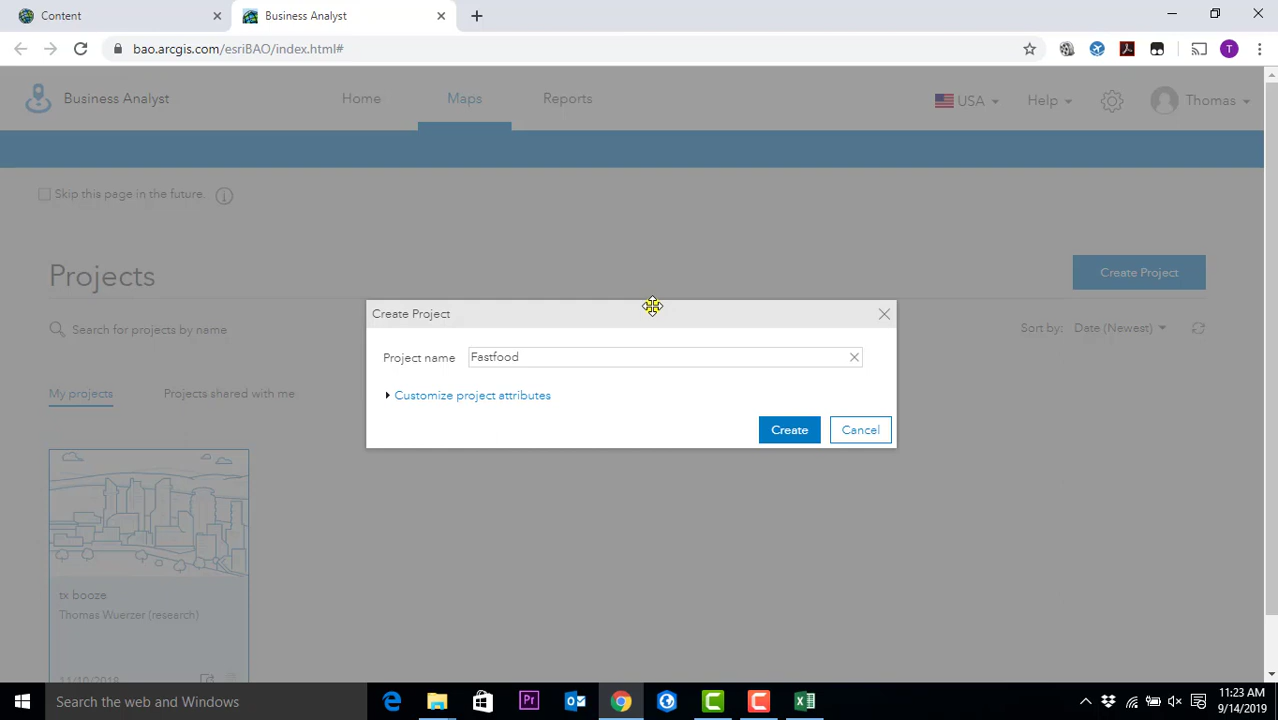 Content
Business Analyst
bao.arcgis.com/esriBAO/index.html#
T
Business Analyst
Home
Maps
Reports
USA
Help
Thomas
Skip this page in the future.
Projects
Create Project
Search for projects by name
Sort by: Date (Newest)
My projects
Projects shared with me
Create Project
Project name
Fastfood
Customize project attributes
Create
Cancel
tx booze
Thomas Wuerzer (research)
11/10/2018
Search the web and Windows
11:23 AM
9/14/2019